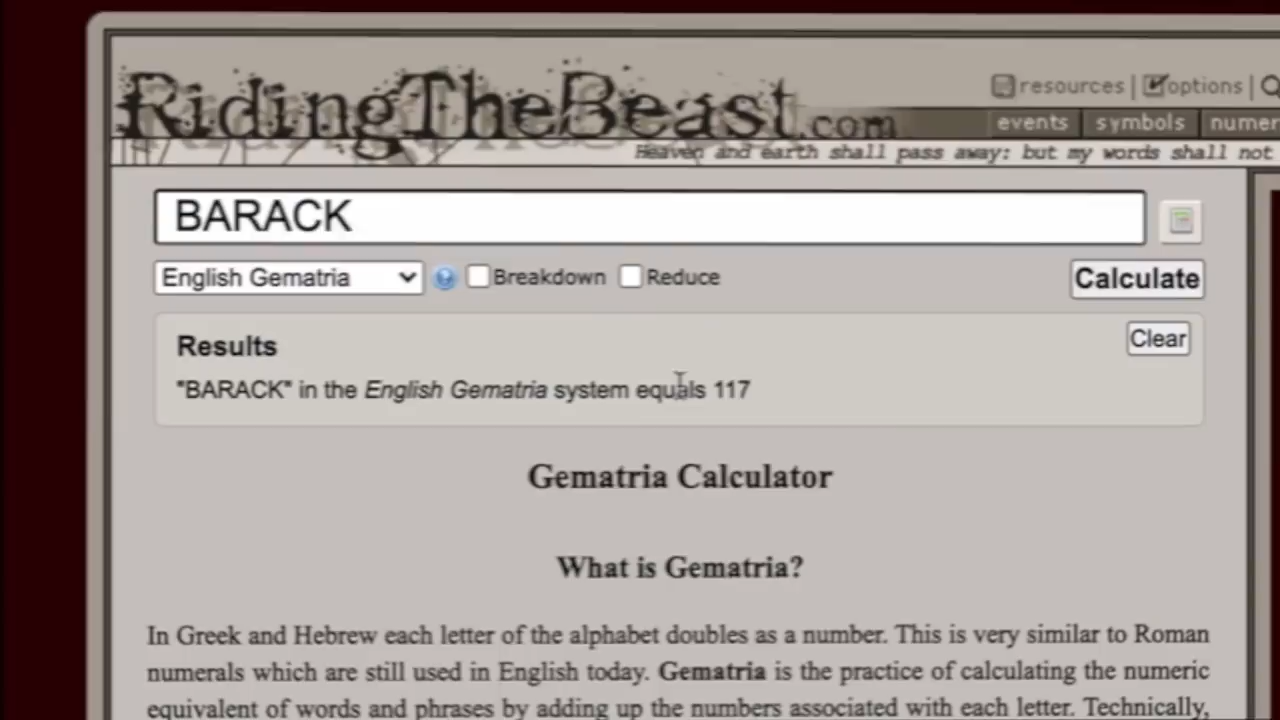 RidingTheBeast.com
resources | options |
events symbols
Heaven and earth shall pass away: but my words shall not
BARACK
English Gematria Breakdown Reduce Calculate
Results Clear
"BARACK" in the English Gematria system equals 117
Gematria Calculator
What is Gematria?
In Greek and Hebrew each letter of the alphabet doubles as a number. This is very similar to Roman
numerals which are still used in English today. Gematria is the practice of calculating the numeric
equivalent of words and phrases by adding up the numbers associated with each letter. Technically,